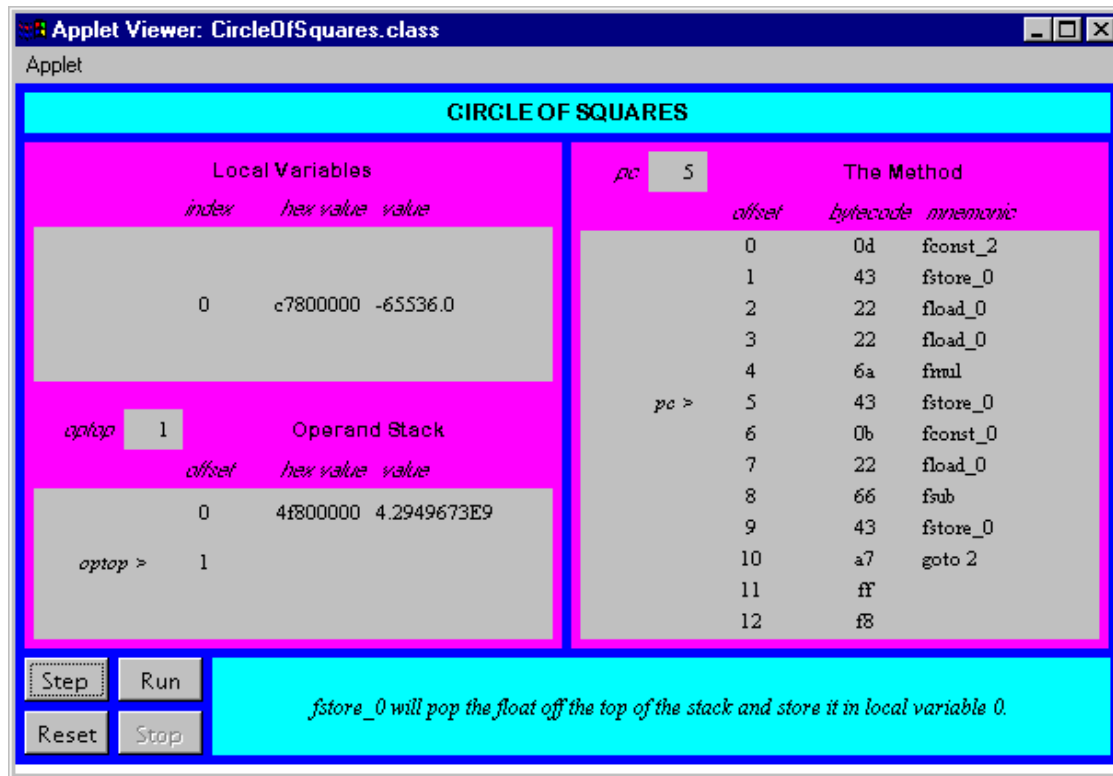 Applet Viewer: CircleOfSquares.class
Applet
CIRCLE OF SQUARES
Local Variables
index hex value value
0 c7800000 -65536.0
optop 1 Operand Stack
offset hex value value
0 4f800000 4.2949673E9
optop > 1
pc 5 The Method
offset bytecode mnemonic
0 0d fconst_2
1 43 fstore_0
2 22 fload_0
3 22 fload_0
4 6a fmul
pc > 5 43 fstore_0
6 0b fconst_0
7 22 fload_0
8 66 fsub
9 43 fstore_0
10 a7 goto 2
11 ff
12 f8
Step Run
Reset Stop
fstore_0 will pop the float off the top of the stack and store it in local variable 0.